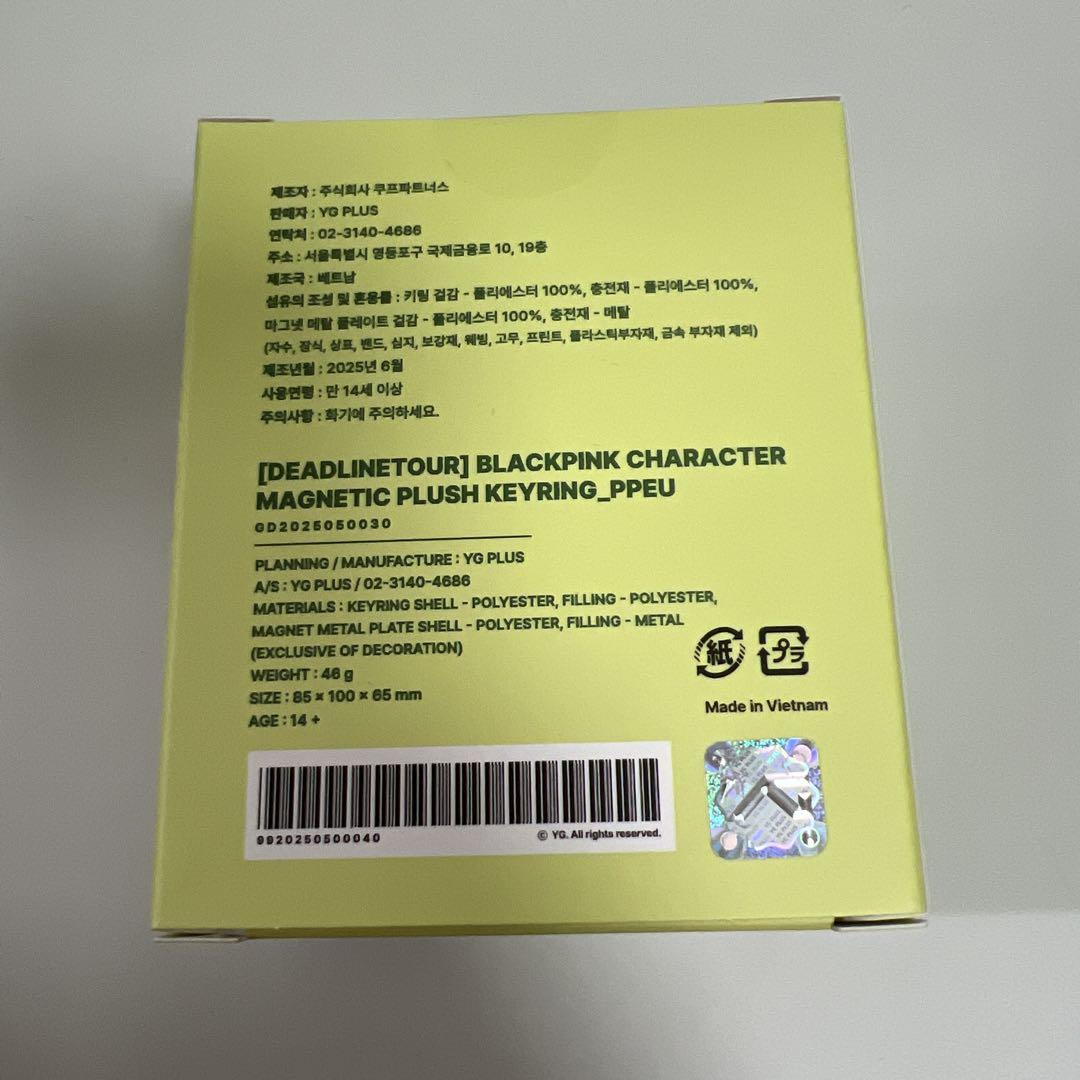 제조자 : 주식회사 쿠프파트너스
판매자 : YG PLUS
연락처 : 02-3140-4686
주소 : 서울특별시 영등포구 국제금융로 10, 19층
제조국 : 베트남
섬유의 조성 및 혼용률 : 키링 겉감 - 폴리에스터 100%, 충전재 - 폴리에스터 100%,
마그넷 메탈 플레이트 겉감 - 폴리에스터 100%, 충전재 - 메탈
(자수, 장식, 상표, 밴드, 심지, 보강재, 웨빙, 고무, 프린트, 플라스틱부자재, 금속 부자재 제외)
제조년월 : 2025년 6월
사용연령 : 만 14세 이상
주의사항 : 화기에 주의하세요.
[DEADLINETOUR] BLACKPINK CHARACTER
MAGNETIC PLUSH KEYRING_PPEU
GD2025050030
PLANNING / MANUFACTURE : YG PLUS
A/S : YG PLUS / 02-3140-4686
MATERIALS : KEYRING SHELL - POLYESTER, FILLING - POLYESTER,
MAGNET METAL PLATE SHELL - POLYESTER, FILLING - METAL
(EXCLUSIVE OF DECORATION)
WEIGHT : 46 g
SIZE : 85 × 100 × 65 mm
AGE : 14 +
紙 プラ
Made in Vietnam
9920250500040
© YG. All rights reserved.
YG PLUS